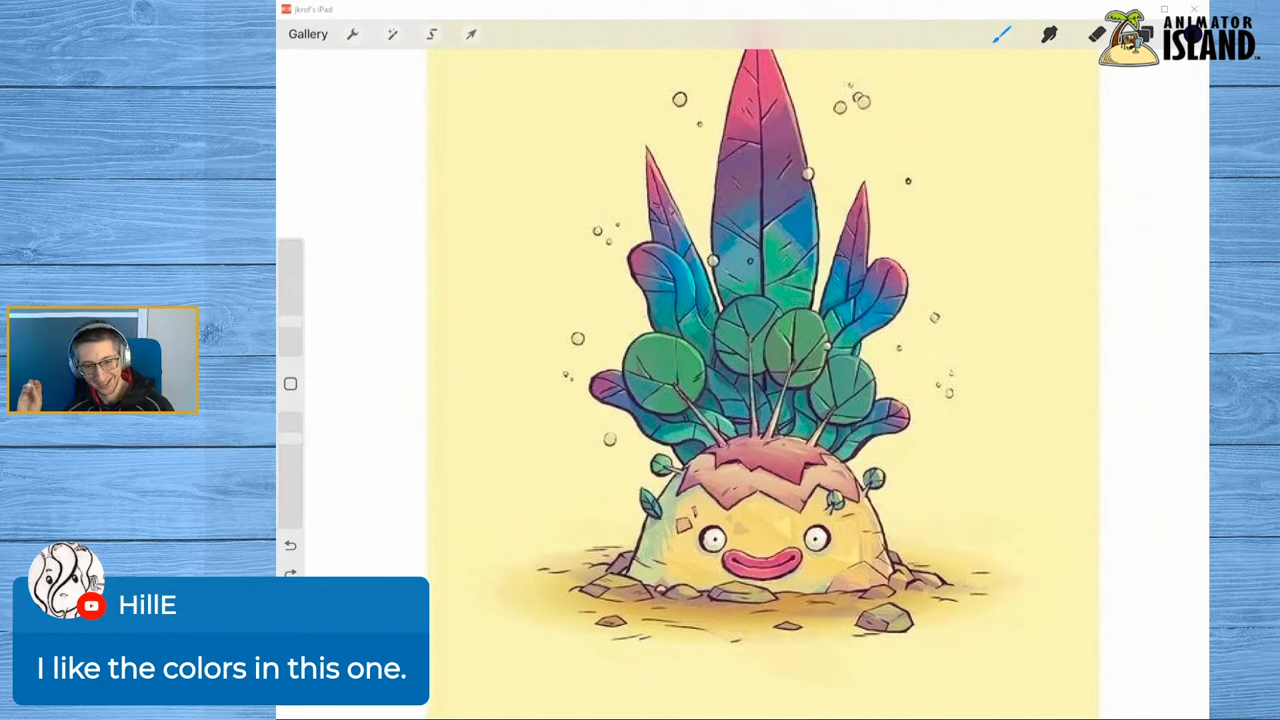 jkrof's iPad
Gallery
ANIMATOR
ISLAND
HillE
I like the colors in this one.